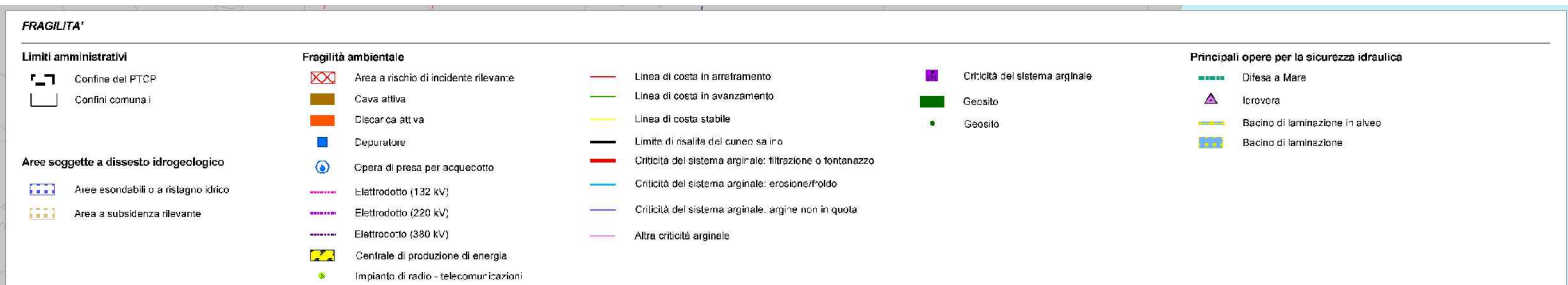 FRAGILITA'
Limiti amministrativi
Confine del PTCP
Confini comunali
Aree soggette a dissesto idrogeologico
Aree esondabili o a ristagno idrico
Area a subsidenza rilevante
Fragilità ambientale
Area a rischio di incidente rilevante
Cava attiva
Discarica attiva
Depuratore
Opera di presa per acquedotto
Elettrodotto (132 kV)
Elettrodotto (220 kV)
Elettrodotto (380 kV)
Centrale di produzione di energia
Impianto di radio - telecomunicazioni
Linea di costa in arretramento
Linea di costa in avanzamento
Linea di costa stabile
Limite di risalita del cuneo salino
Criticità del sistema arginale: filtrazione o fontanazzo
Criticità del sistema arginale: erosione/froldo
Criticità del sistema arginale: argine non in quota
Altra criticità arginale
Criticità del sistema arginale
Geosito
Geosito
Principali opere per la sicurezza idraulica
Difesa a Mare
Idrovora
Bacino di laminazione in alveo
Bacino di laminazione